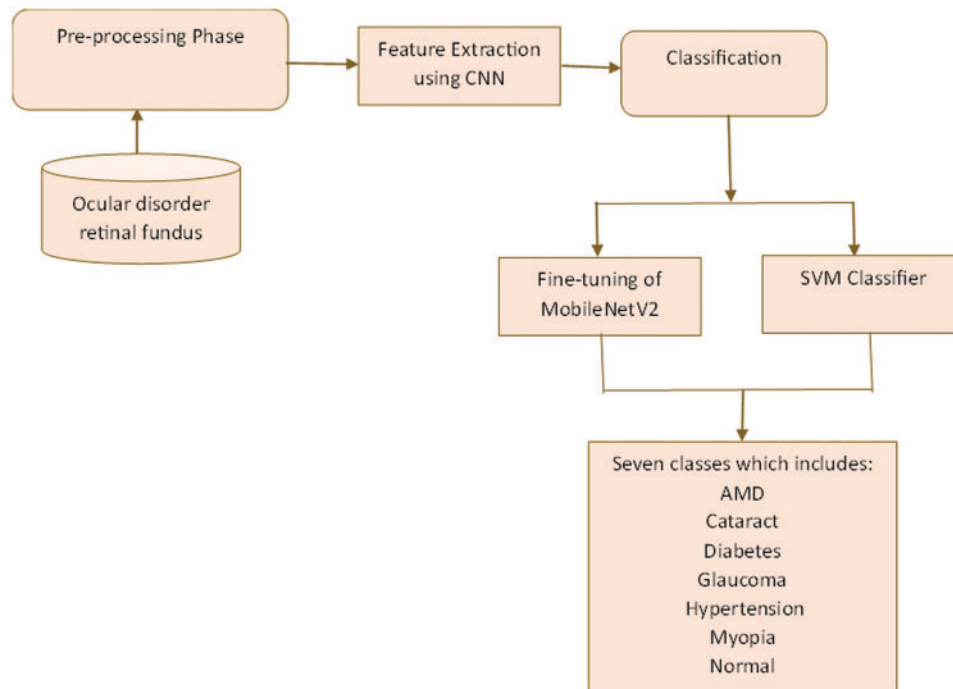 Pre-processing Phase
Feature Extraction
using CNN
Classification
Ocular disorder
retinal fundus
Fine-tuning of
MobileNetV2
SVM Classifier
Seven classes which includes:
AMD
Cataract
Diabetes
Glaucoma
Hypertension
Myopia
Normal